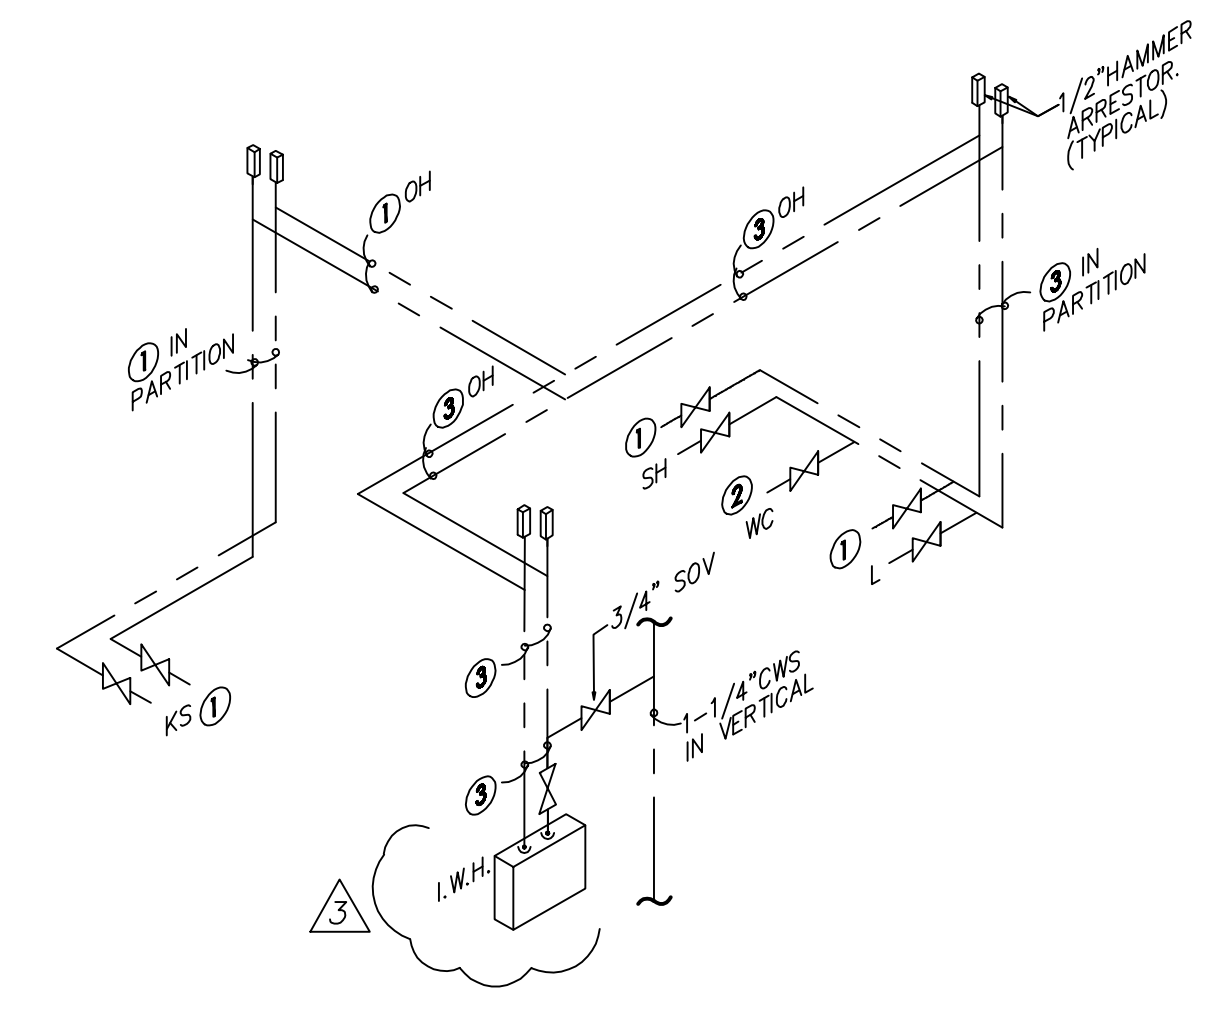 1/2"HAMMER
ARRESTOR.
(TYPICAL)
1 OH
3 OH
3 IN
PARTITION
1 IN
PARTITION
3 OH
1
SH
2
WC
1
L
3/4" SOV
3
KS 1
1-1/4"CWS
IN VERTICAL
3
I.W.H.
3